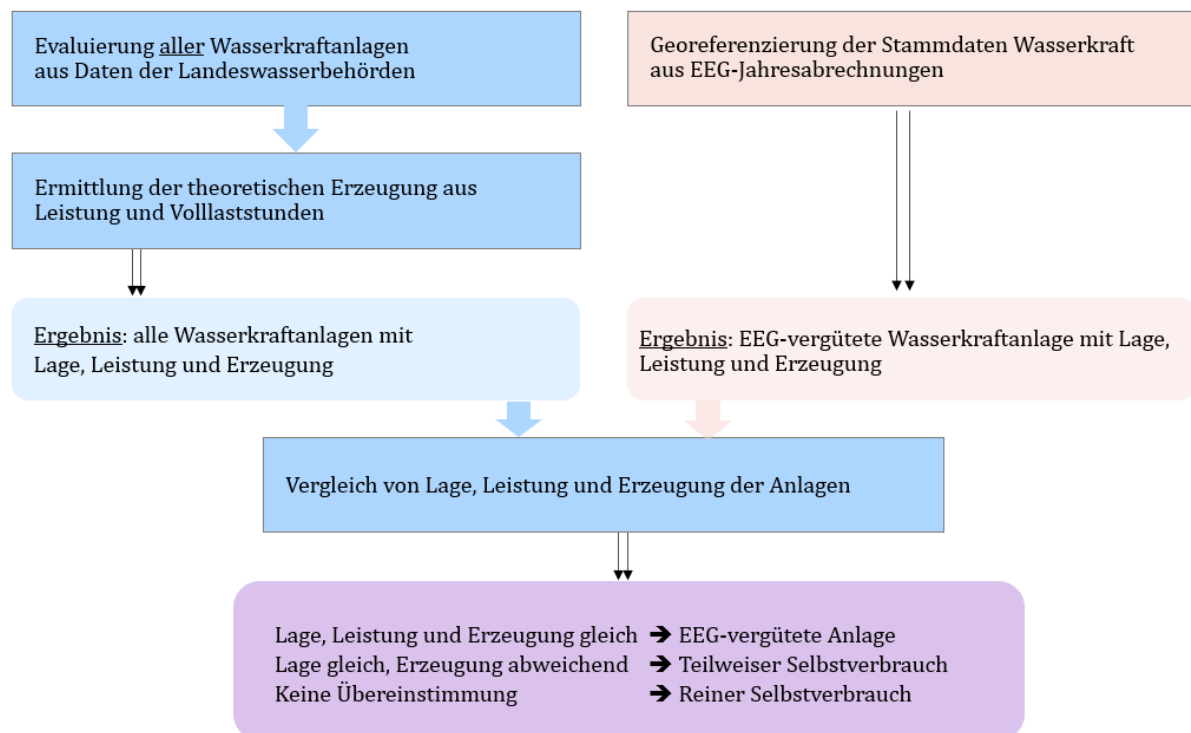 Evaluierung aller Wasserkraftanlagen
aus Daten der Landeswasserbehörden
Georeferenzierung der Stammdaten Wasserkraft
aus EEG-Jahresabrechnungen
Ermittlung der theoretischen Erzeugung aus
Leistung und Volllaststunden
Ergebnis: alle Wasserkraftanlagen mit
Lage, Leistung und Erzeugung
Ergebnis: EEG-vergütete Wasserkraftanlage mit Lage,
Leistung und Erzeugung
Vergleich von Lage, Leistung und Erzeugung der Anlagen
Lage, Leistung und Erzeugung gleich ➔ EEG-vergütete Anlage
Lage gleich, Erzeugung abweichend ➔ Teilweiser Selbstverbrauch
Keine Übereinstimmung ➔ Reiner Selbstverbrauch